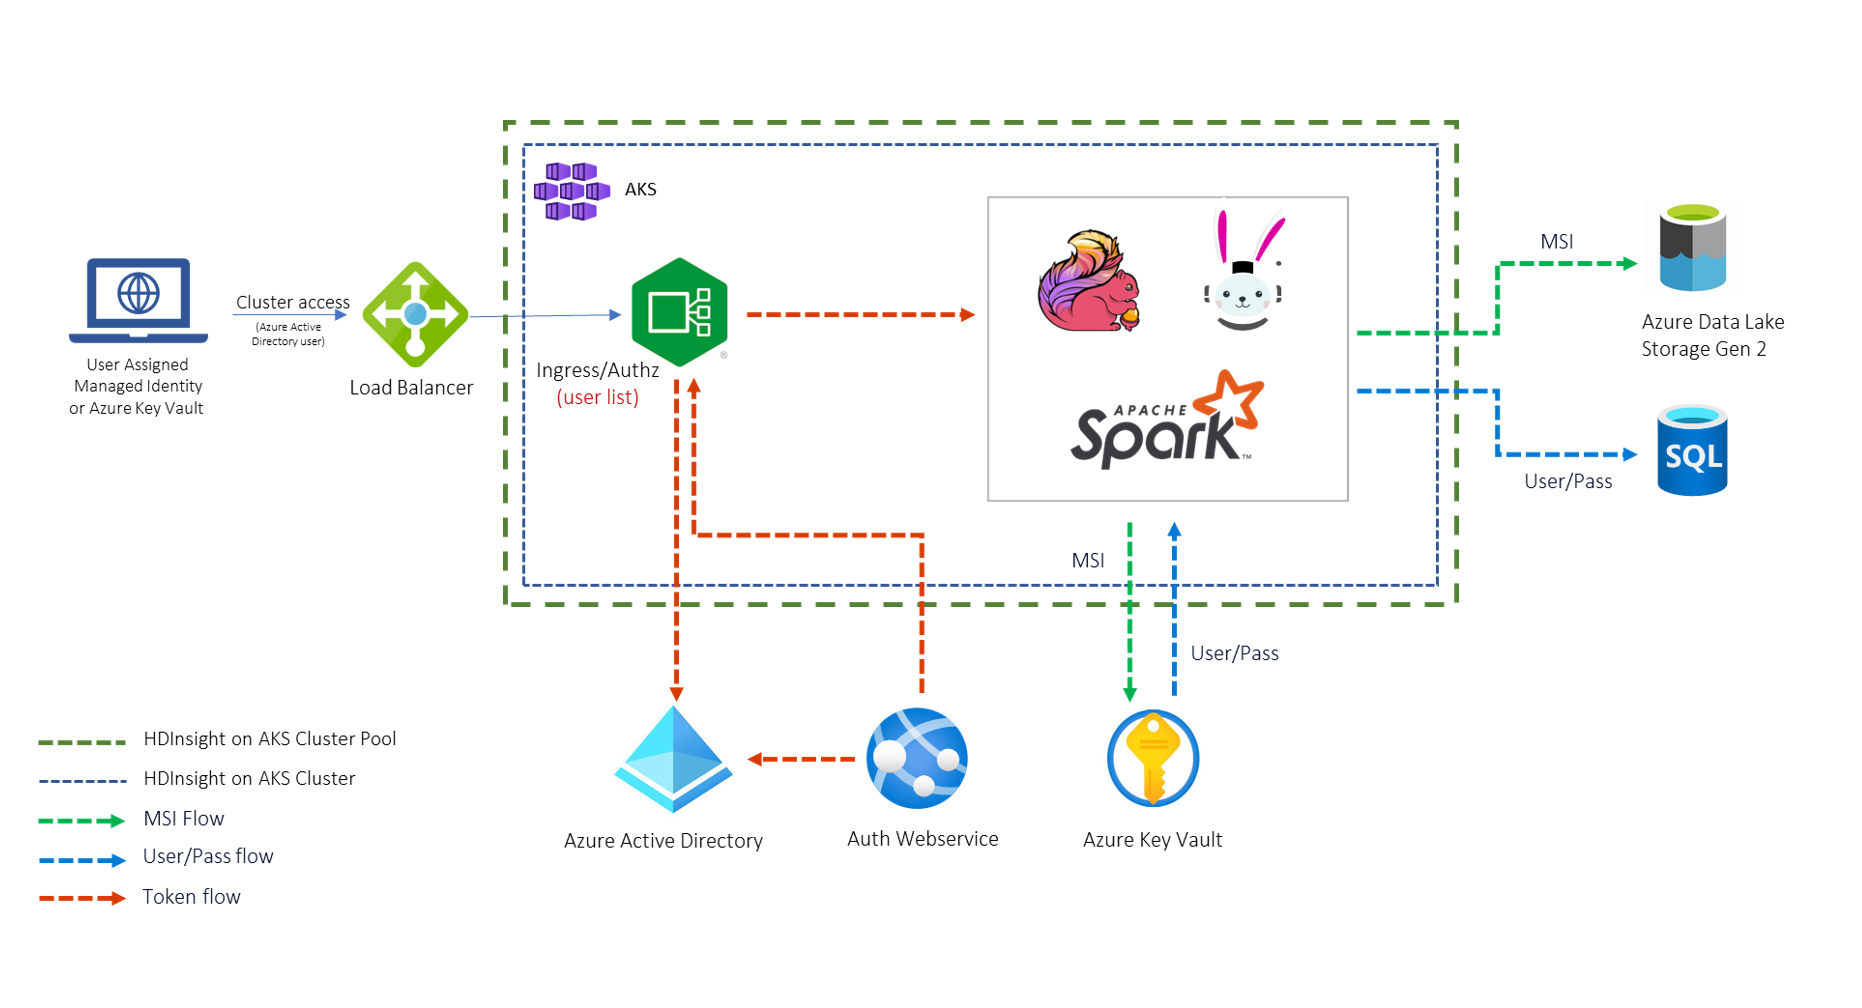 AKS
MSI
Cluster access
(Azure Active
Directory user)
User Assigned
Managed Identity
or Azure Key Vault
Load Balancer
Ingress/Authz
(user list)
®
APACHE
Spark™
Azure Data Lake
Storage Gen 2
SQL
User/Pass
MSI
User/Pass
Azure Active Directory
Auth Webservice
Azure Key Vault
HDInsight on AKS Cluster Pool
HDInsight on AKS Cluster
MSI Flow
User/Pass flow
Token flow